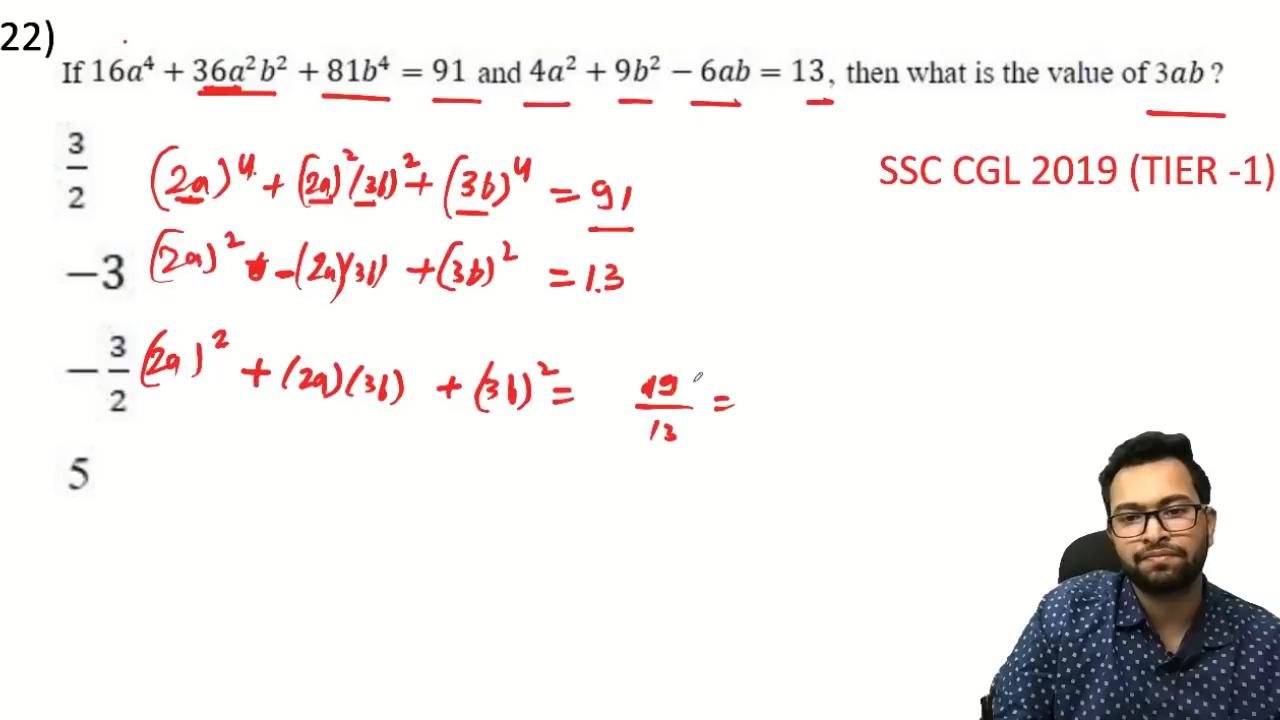 22)
If 16a⁴ + 36a²b² + 81b⁴ = 91 and 4a² + 9b² − 6ab = 13, then what is the value of 3ab ?
3/2
(2a)⁴ + (2a)²(3b)² + (3b)⁴ = 91
SSC CGL 2019 (TIER -1)
−3
(2a)² - (2a)(3b) + (3b)² = 13
−3/2
(2a)² + (2a)(3b) + (3b)² = 49/13 =
5